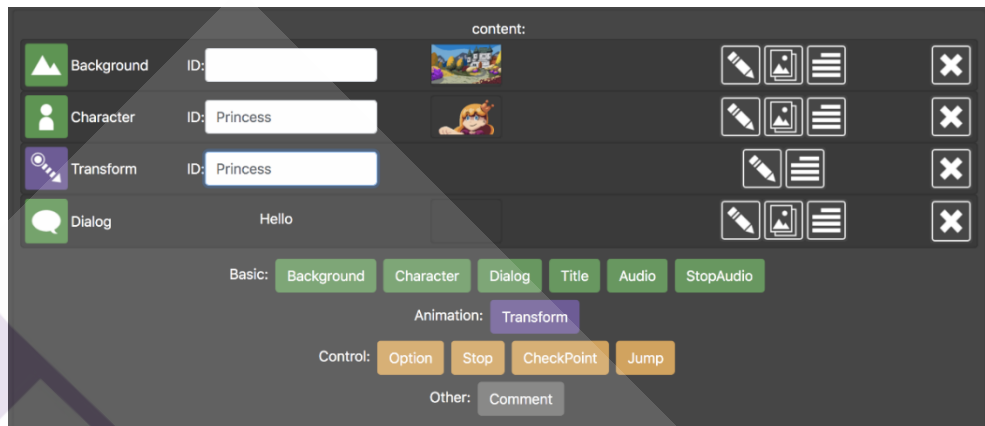 content:
Background ID:
Character ID: Princess
Transform ID: Princess
Dialog Hello
Basic: Background Character Dialog Title Audio StopAudio
Animation: Transform
Control: Option Stop CheckPoint Jump
Other: Comment